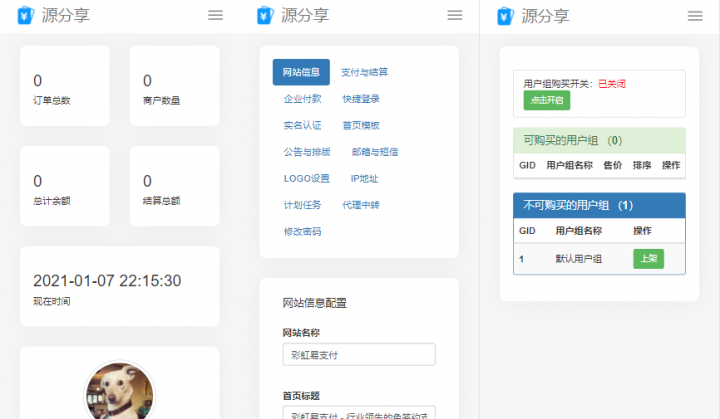 源分享
0
订单总数
0
商户数量
0
总计余额
0
结算总额
2021-01-07 22:15:30
现在时间
源分享
网站信息 支付与结算
企业付款 快捷登录
实名认证 首页模板
公告与排版 邮箱与短信
LOGO设置 IP地址
计划任务 代理中转
修改密码
网站信息配置
网站名称
彩虹易支付
首页标题
彩虹易支付 - 行业领先的免签约支
源分享
用户组购买开关：已关闭
点击开启
可购买的用户组 （0）
GID 用户组名称 售价 排序 操作
不可购买的用户组 （1）
GID 用户组名称 操作
1 默认用户组 上架